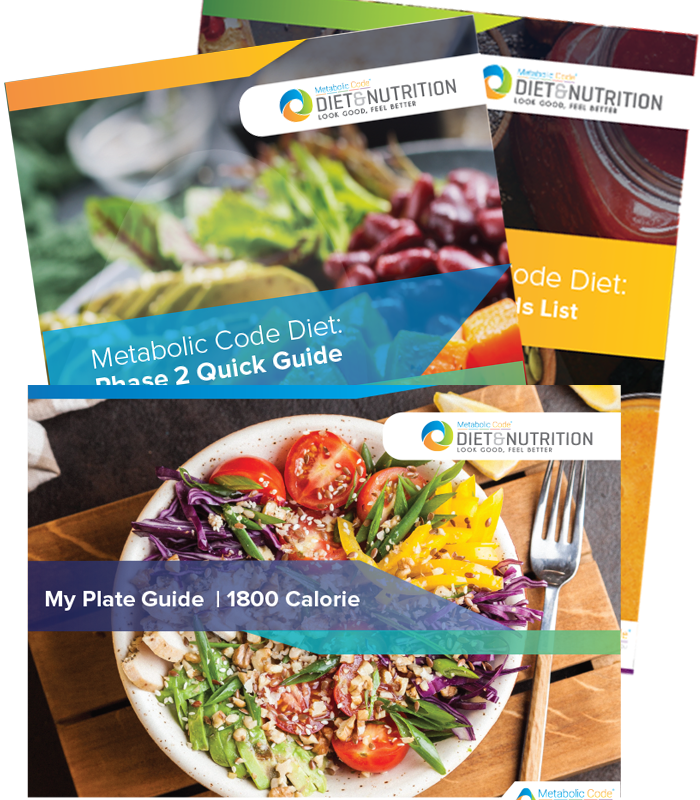 Metabolic Code
DIET&NUTRITION
LOOK GOOD, FEEL BETTER
Metabolic Code
DIET&NUTRITION
LOOK GOOD, FEEL BETTER
Metabolic Code Diet:
Phase 2 Quick Guide
ode Diet:
ls List
Metabolic Code
DIET&NUTRITION
LOOK GOOD, FEEL BETTER
My Plate Guide | 1800 Calorie
Metabolic Code